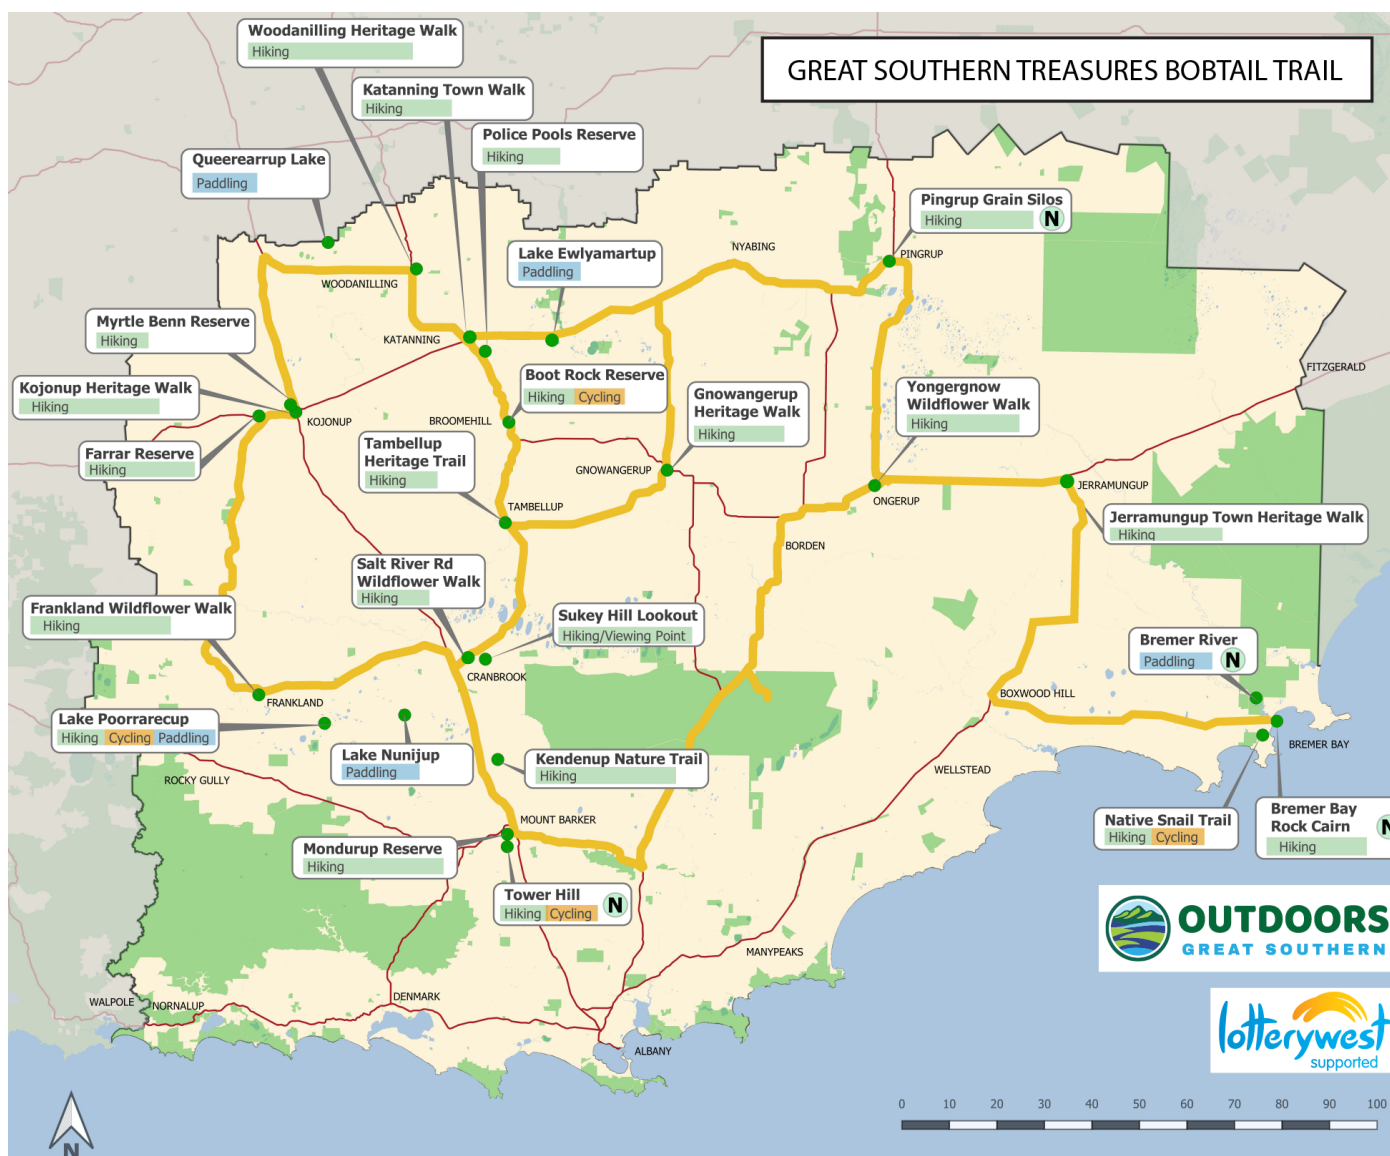 GREAT SOUTHERN TREASURES BOBTAIL TRAIL
Woodanilling Heritage Walk
Hiking
Katanning Town Walk
Hiking
Police Pools Reserve
Hiking
Queerearrup Lake
Paddling
Pingrup Grain Silos
Hiking
N
Lake Ewlyamartup
Paddling
NYABING
PINGRUP
WOODANILLING
Myrtle Benn Reserve
Hiking
KATANNING
FITZGERALD
Boot Rock Reserve
Hiking Cycling
Kojonup Heritage Walk
Hiking
Yongergnow
Wildflower Walk
Hiking
Gnowangerup
Heritage Walk
Hiking
KOJONUP
BROOMEHILL
Farrar Reserve
Hiking
Tambellup
Heritage Trail
Hiking
GNOWANGERUP
JERRAMUNGUP
ONGERUP
TAMBELLUP
Jerramungup Town Heritage Walk
Hiking
BORDEN
Salt River Rd
Wildflower Walk
Hiking
Frankland Wildflower Walk
Hiking
Sukey Hill Lookout
Hiking/Viewing Point
Bremer River
Paddling
N
CRANBROOK
BOXWOOD HILL
FRANKLAND
Lake Poorrarecup
Hiking Cycling Paddling
Lake Nunijup
Paddling
Kendenup Nature Trail
Hiking
BREMER BAY
ROCKY GULLY
WELLSTEAD
MOUNT BARKER
Native Snail Trail
Hiking Cycling
Bremer Bay
Rock Cairn
Hiking
N
Mondurup Reserve
Hiking
Tower Hill
Hiking Cycling
N
OUTDOORS
GREAT SOUTHERN
MANYPEAKS
WALPOLE
NORNALUP
DENMARK
ALBANY
lotterywest
supported
0 10 20 30 40 50 60 70 80 90 100
N